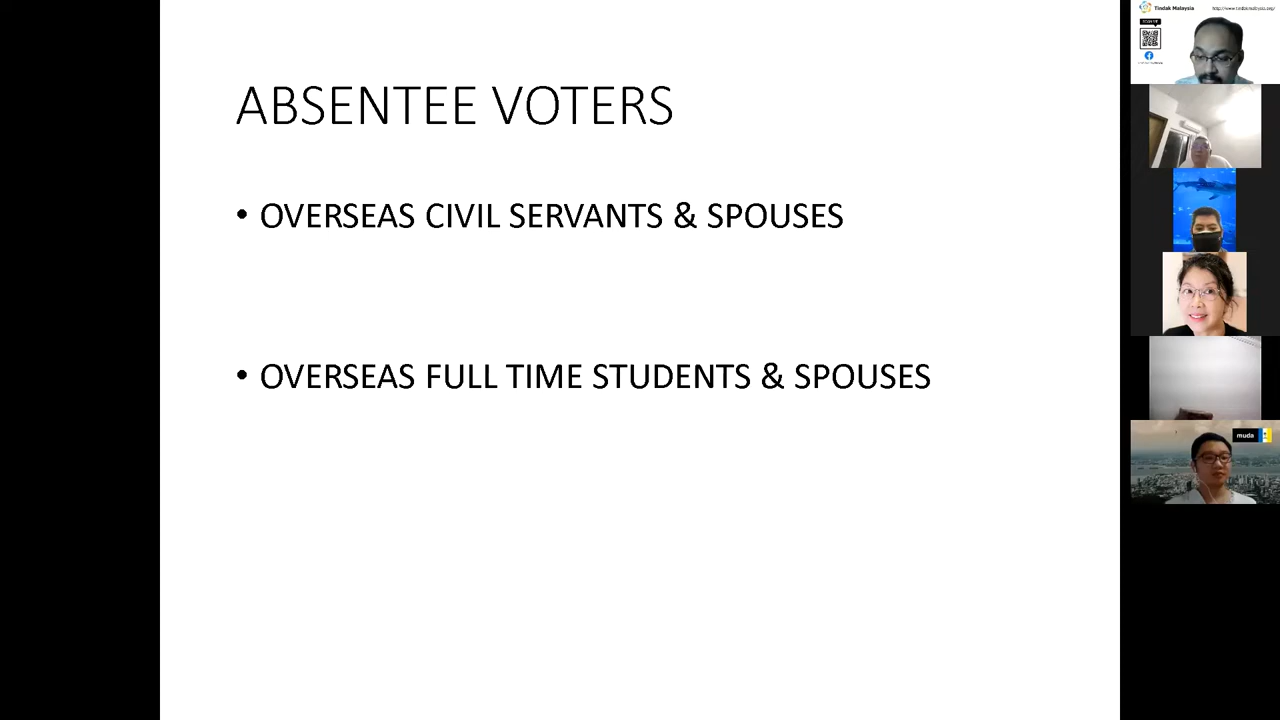 ABSENTEE VOTERS
• OVERSEAS CIVIL SERVANTS & SPOUSES
• OVERSEAS FULL TIME STUDENTS & SPOUSES
Tindak Malaysia
muda